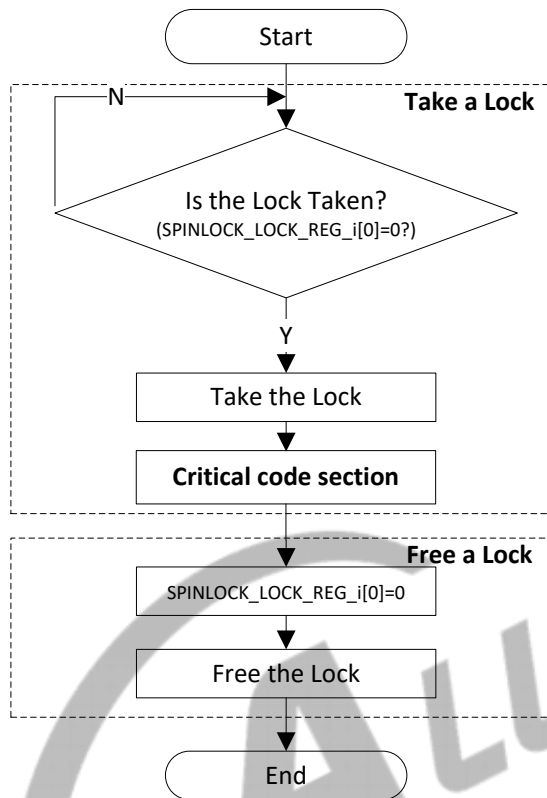 Start
N
Take a Lock
Is the Lock Taken?
(SPINLOCK_LOCK_REG_i[0]=0?)
Y
Take the Lock
Critical code section
Free a Lock
SPINLOCK_LOCK_REG_i[0]=0
Free the Lock
End